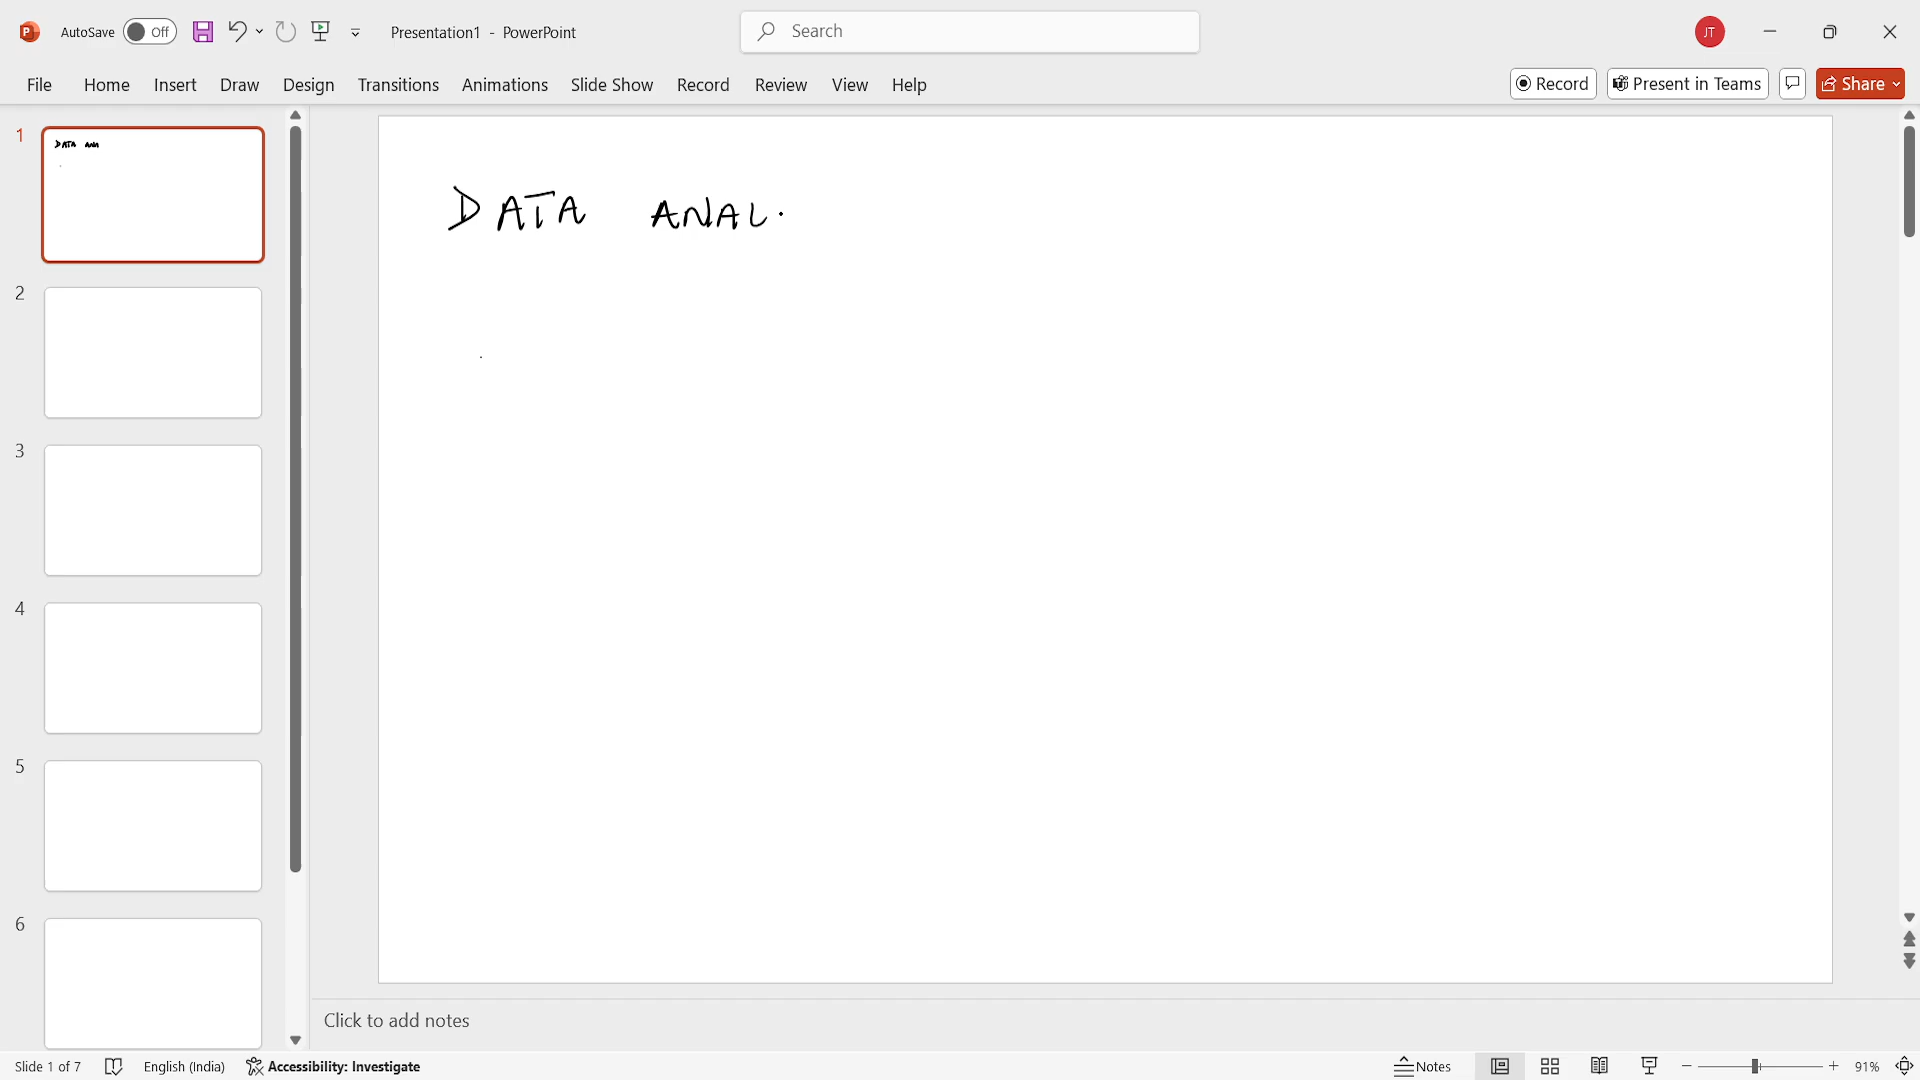 AutoSave Off Presentation1 - PowerPoint Search JT
File Home Insert Draw Design Transitions Animations Slide Show Record Review View Help Record Present in Teams Share
1
DATA ANA
DATA ANAL
2
3
4
5
6
Click to add notes
Slide 1 of 7 English (India) Accessibility: Investigate Notes 91%